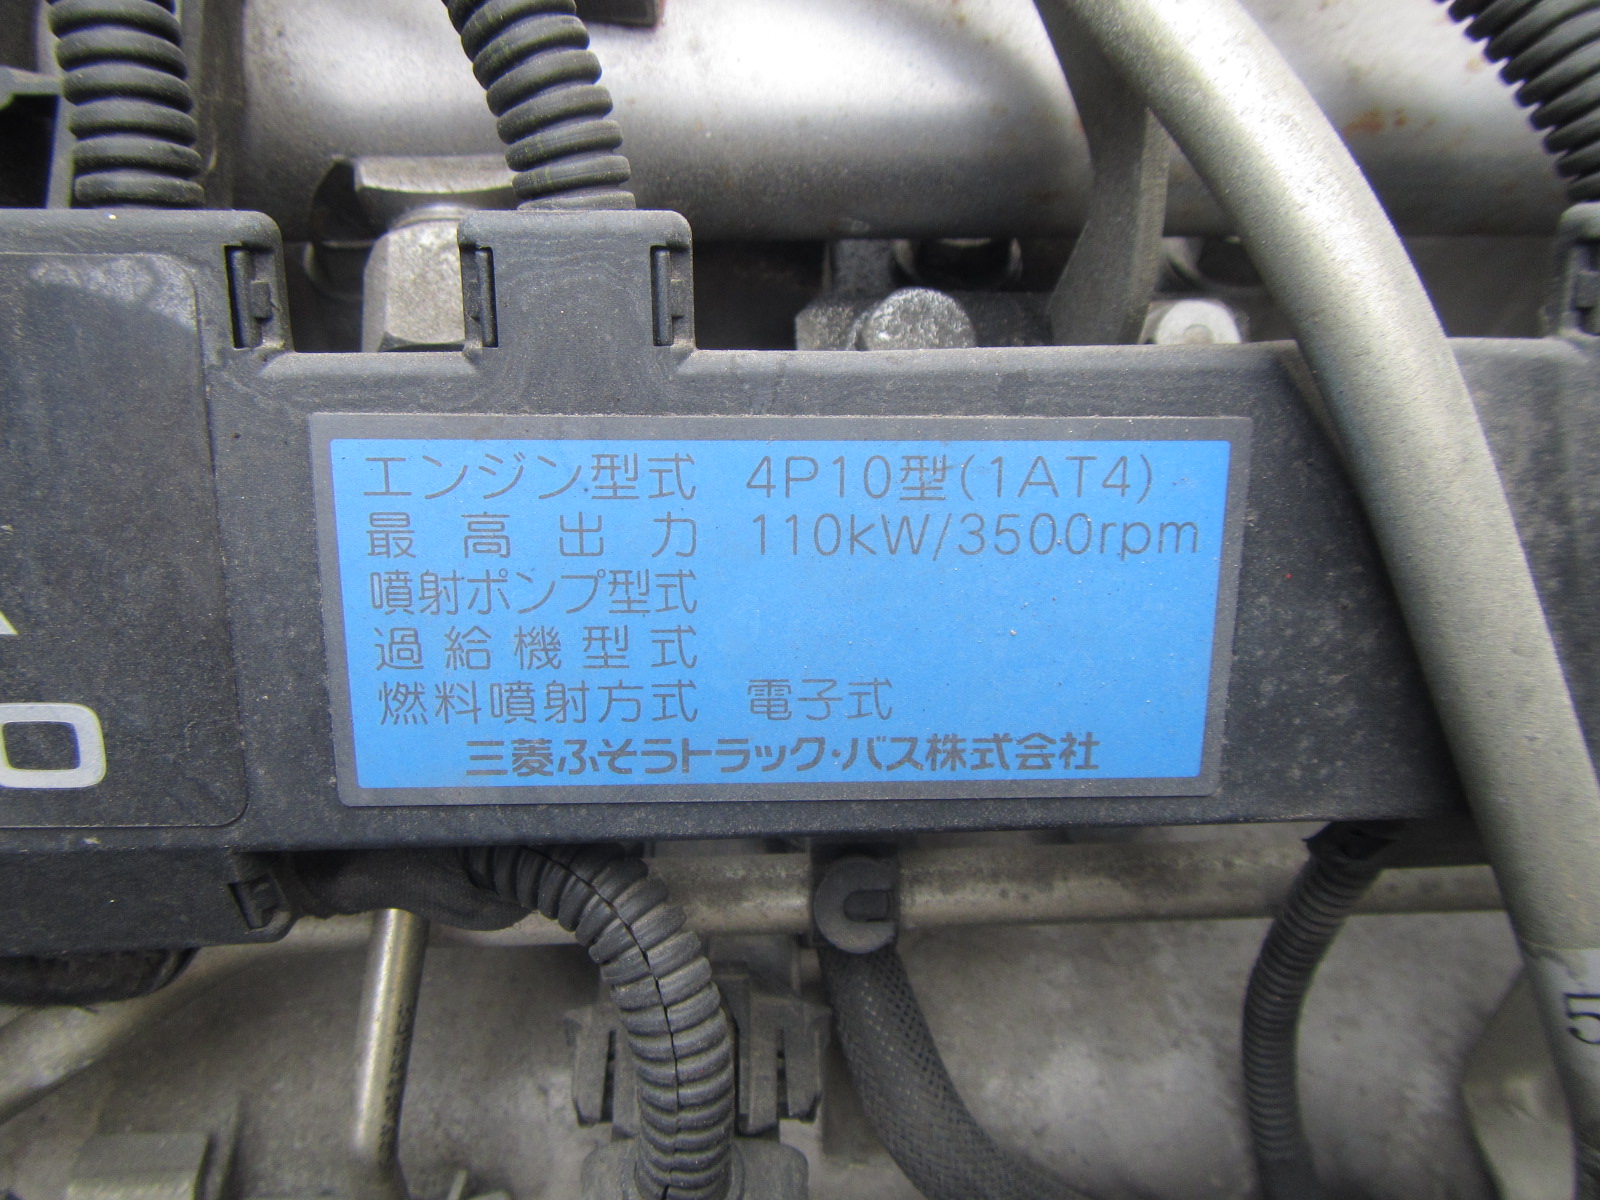 エンジン型式 4P10型(1AT4)
最高出力 110kW/3500rpm
噴射ポンプ型式
過給機型式
燃料噴射方式 電子式
三菱ふそうトラック・バス株式会社
5